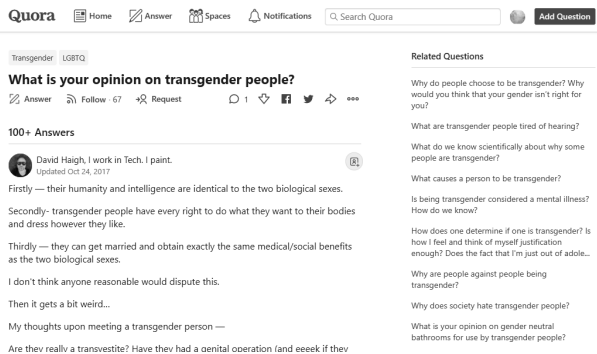 Quora Home Answer Spaces Notifications Search Quora Add Question
Transgender LGBTQ
What is your opinion on transgender people?
Answer Follow · 67 Request 1
100+ Answers
David Haigh, I work in Tech. I paint.
Updated Oct 24, 2017
Firstly — their humanity and intelligence are identical to the two biological sexes.
Secondly- transgender people have every right to do what they want to their bodies
and dress however they like.
Thirdly — they can get married and obtain exactly the same medical/social benefits
as the two biological sexes.
I don't think anyone reasonable would dispute this.
Then it gets a bit weird...
My thoughts upon meeting a transgender person —
Are they really a transvestite? Have they had a genital operation (and eeeek if they
Related Questions
Why do people choose to be transgender? Why
would you think that your gender isn't right for
you?
What are transgender people tired of hearing?
What do we know scientifically about why some
people are transgender?
What causes a person to be transgender?
Is being transgender considered a mental illness?
How do we know?
How does one determine if one is transgender? Is
how I feel and think of myself justification
enough? Does the fact that I'm just out of adole...
Why are people against people being
transgender?
Why does society hate transgender people?
What is your opinion on gender neutral
bathrooms for use by transgender people?